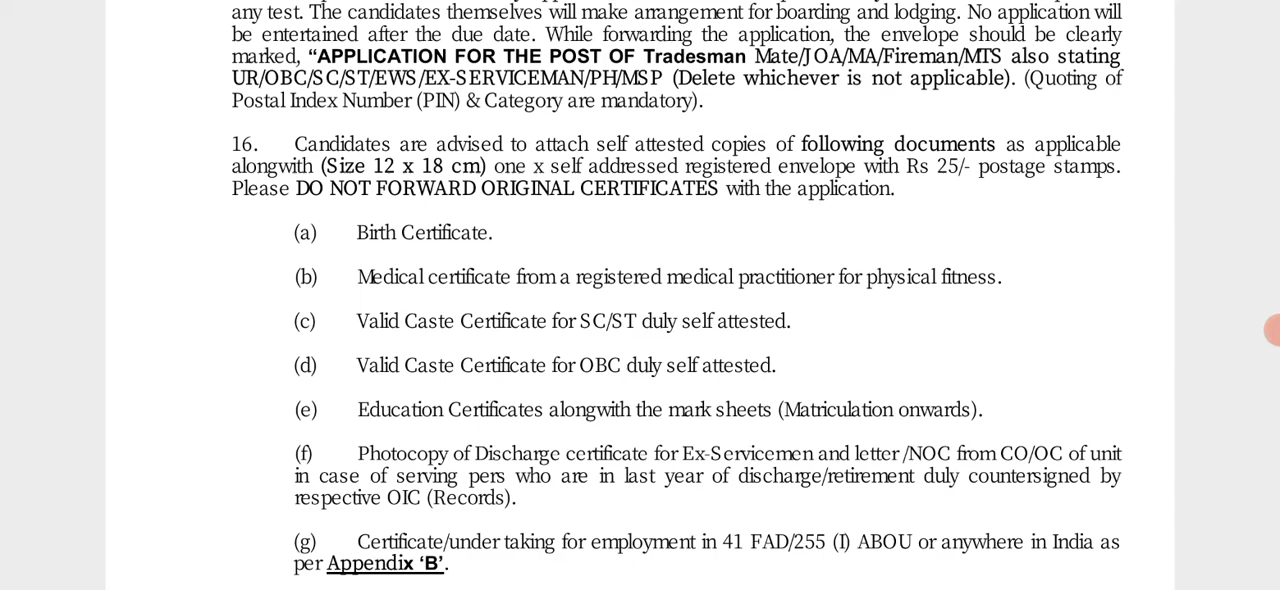 any test. The candidates themselves will make arrangement for boarding and lodging. No application will
be entertained after the due date. While forwarding the application, the envelope should be clearly
marked, “APPLICATION FOR THE POST OF Tradesman Mate/JOA/MA/Fireman/MTS also stating
UR/OBC/SC/ST/EWS/EX-SERVICEMAN/PH/MSP (Delete whichever is not applicable). (Quoting of
Postal Index Number (PIN) & Category are mandatory).
16. Candidates are advised to attach self attested copies of following documents as applicable
alongwith (Size 12 x 18 cm) one x self addressed registered envelope with Rs 25/- postage stamps.
Please DO NOT FORWARD ORIGINAL CERTIFICATES with the application.
(a) Birth Certificate.
(b) Medical certificate from a registered medical practitioner for physical fitness.
(c) Valid Caste Certificate for SC/ST duly self attested.
(d) Valid Caste Certificate for OBC duly self attested.
(e) Education Certificates alongwith the mark sheets (Matriculation onwards).
(f) Photocopy of Discharge certificate for Ex-Servicemen and letter /NOC from CO/OC of unit
in case of serving pers who are in last year of discharge/retirement duly countersigned by
respective OIC (Records).
(g) Certificate/under taking for employment in 41 FAD/255 (I) ABOU or anywhere in India as
per Appendix ‘B’.